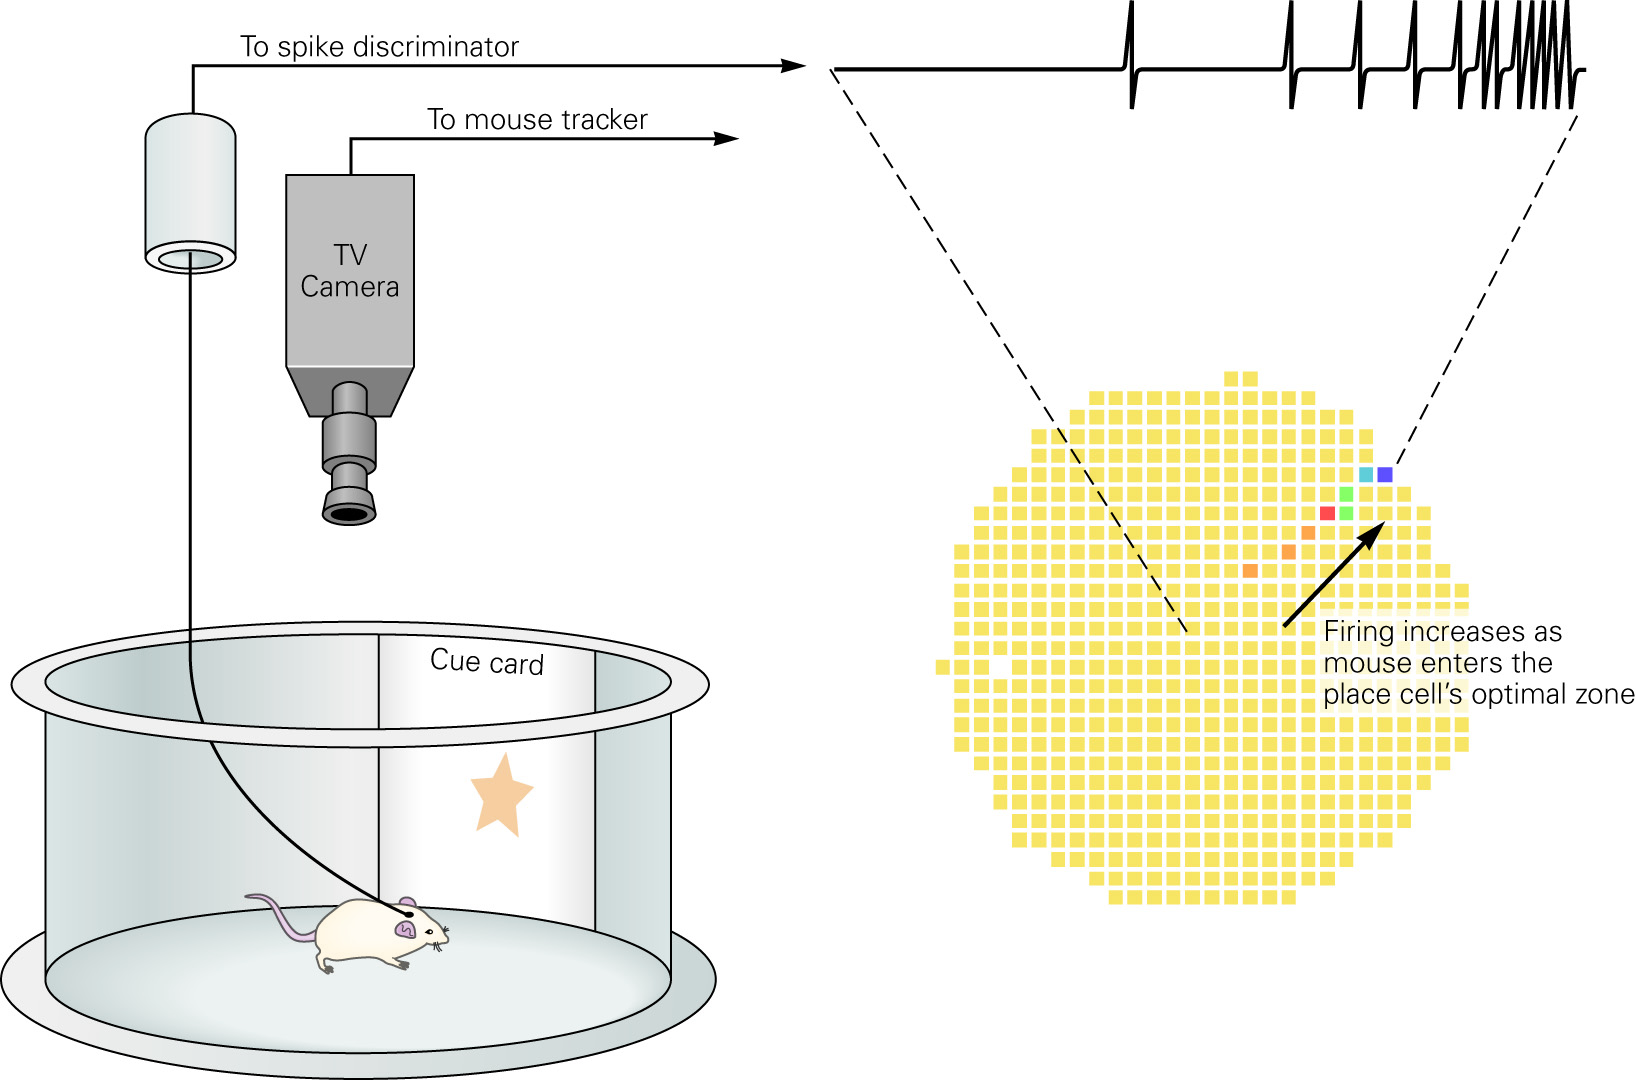 To spike discriminator
To mouse tracker
TV
Camera
Cue card
Firing increases as
mouse enters the
place cell’s optimal zone